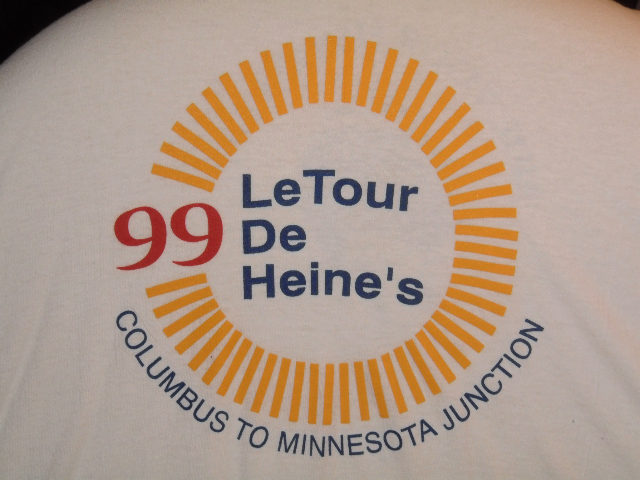 99
LeTour
De
Heine's
COLUMBUS TO MINNESOTA JUNCTION